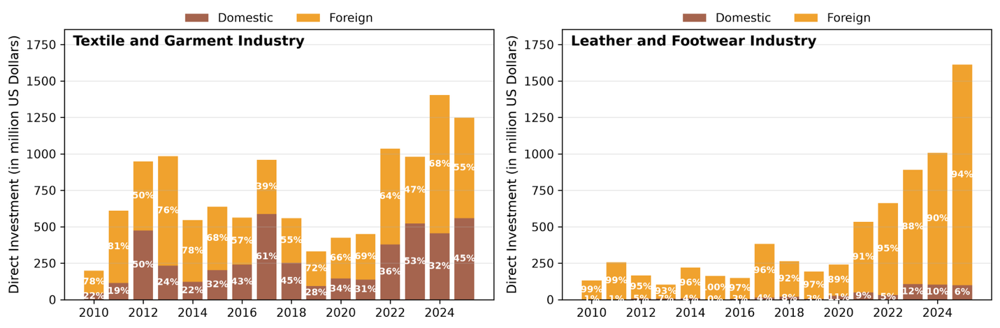 Domestic Foreign
Textile and Garment Industry
Direct Investment (in million US Dollars)
1750
1500
1250
1000
750
500
250
0
78% 81% 50% 76% 78% 68% 57% 39% 55% 72% 66% 69% 64% 47% 68% 55%
22% 19% 50% 24% 22% 32% 43% 61% 45% 28% 34% 31% 36% 53% 32% 45%
2010 2012 2014 2016 2018 2020 2022 2024
Domestic Foreign
Leather and Footwear Industry
Direct Investment (in million US Dollars)
1750
1500
1250
1000
750
500
250
0
99% 99% 95% 93% 96% 100% 97% 96% 92% 97% 89% 91% 95% 88% 90% 94%
1% 1% 5% 7% 4% 0% 3% 4% 8% 3% 11% 9% 5% 12% 10% 6%
2010 2012 2014 2016 2018 2020 2022 2024